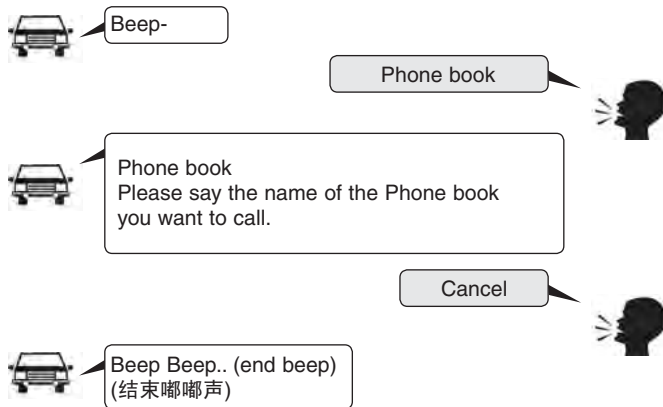 Beep-
Phone book
Phone book
Please say the name of the Phone book
you want to call.
Cancel
Beep Beep.. (end beep)
(结束嘟嘟声)